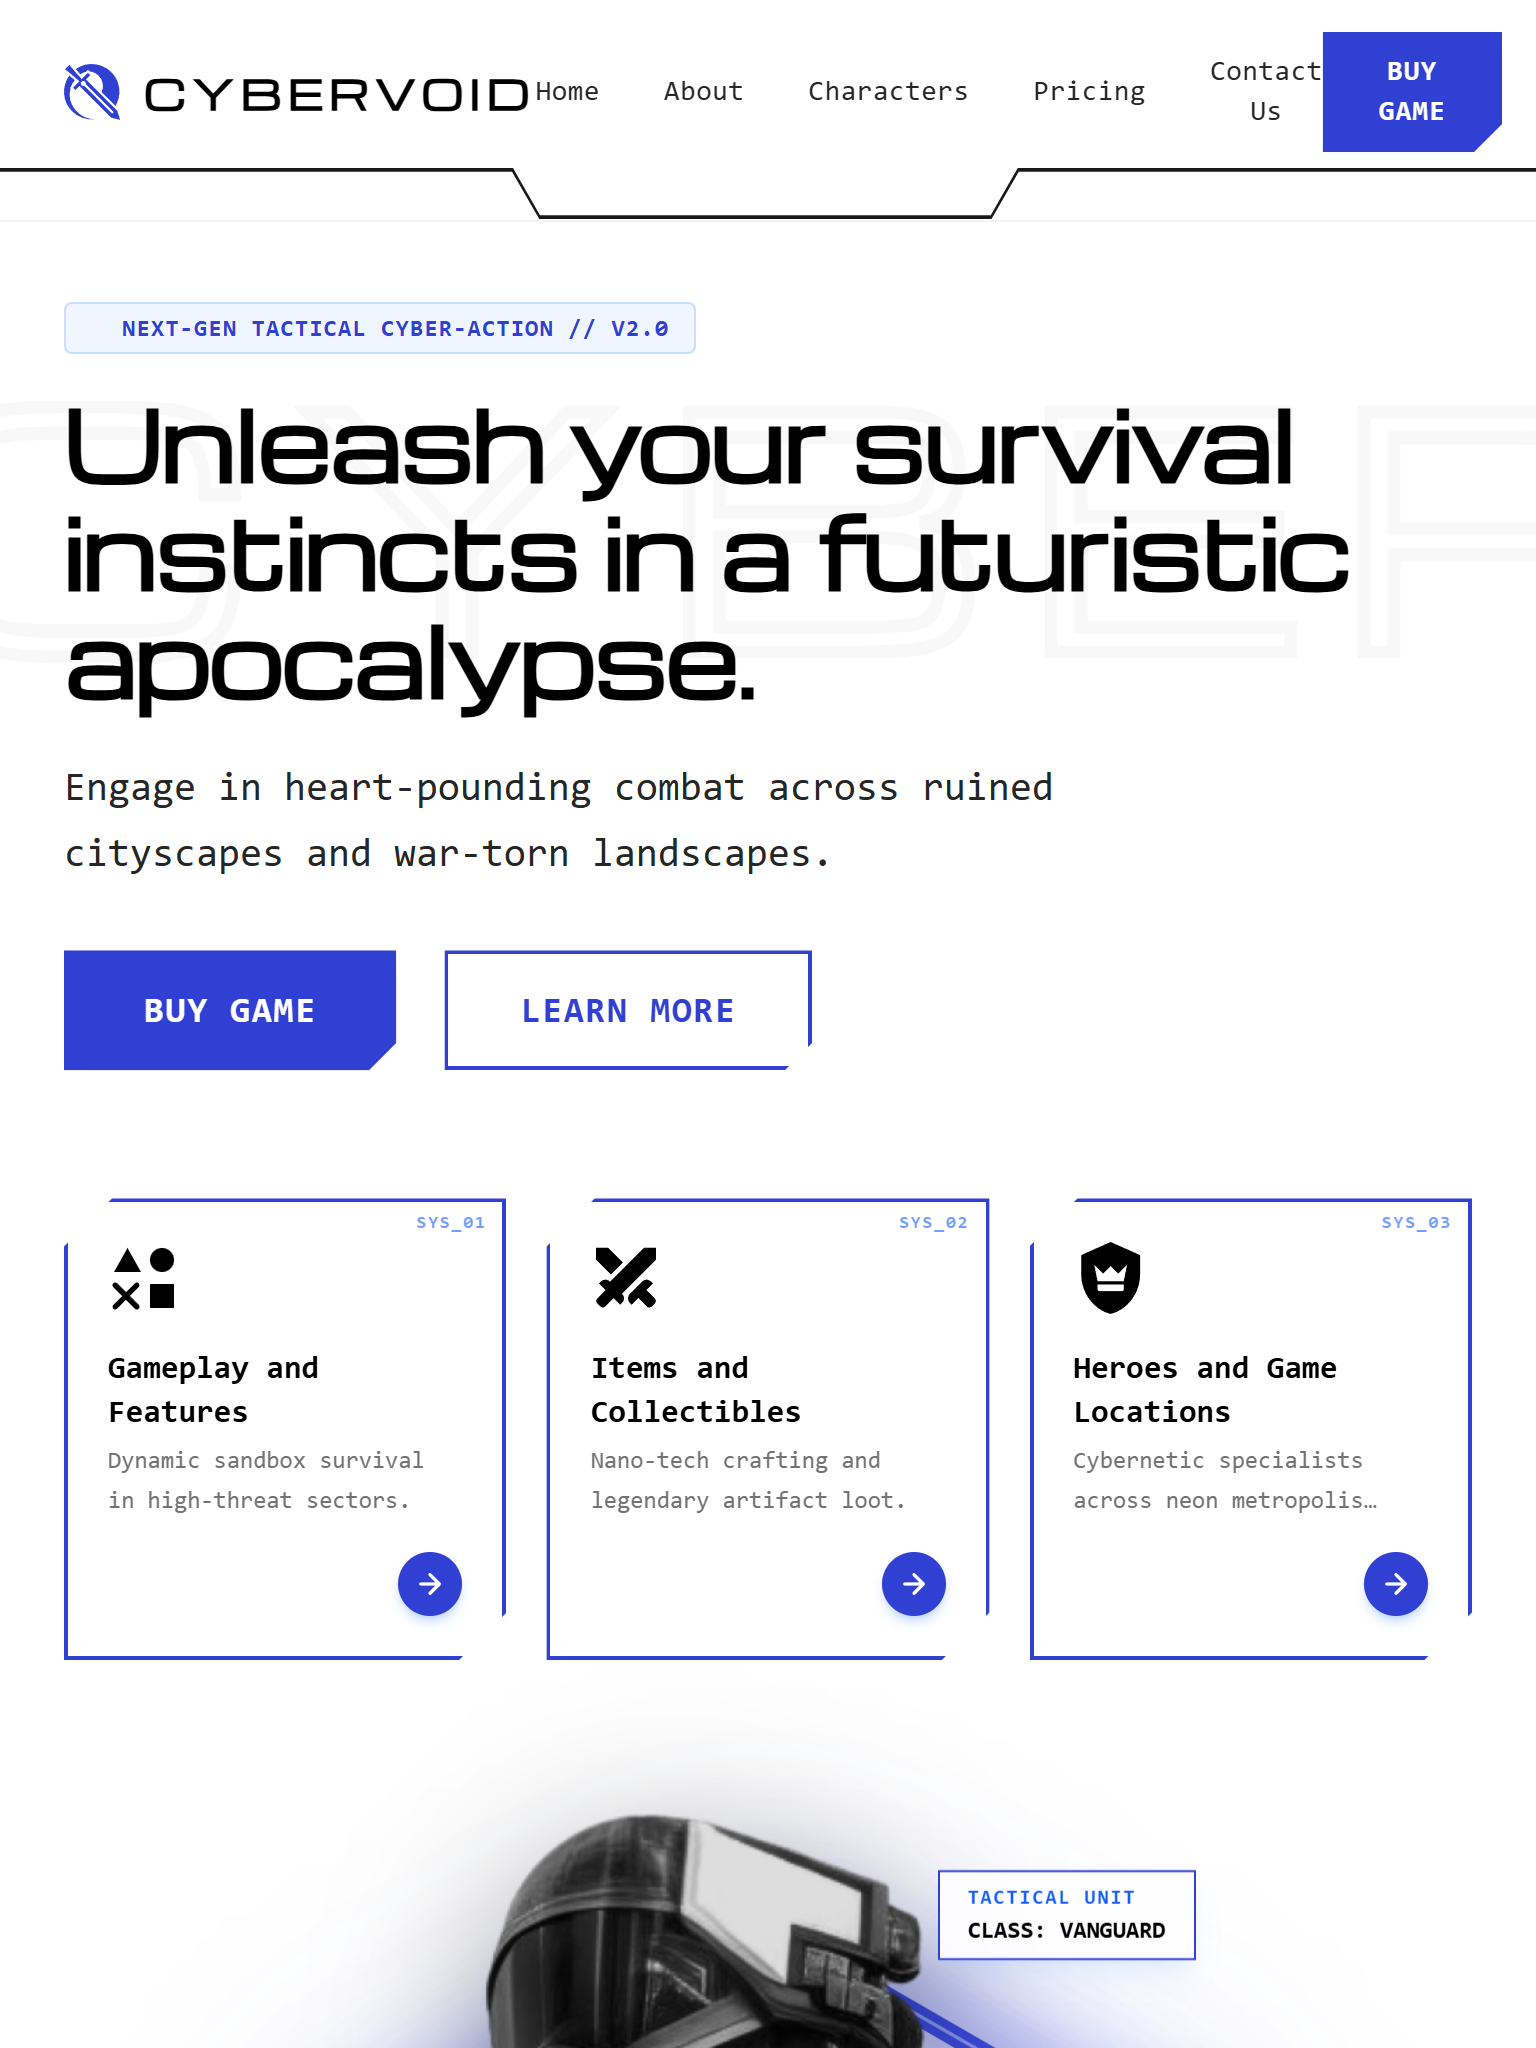 CYBERVOID
Home
About
Characters
Pricing
Contact
Us
BUY
GAME
NEXT-GEN TACTICAL CYBER-ACTION // V2.0
CYBER
Unleash your survival
instincts in a futuristic
apocalypse.
Engage in heart-pounding combat across ruined
cityscapes and war-torn landscapes.
BUY GAME
LEARN MORE
SYS_01
Gameplay and
Features
Dynamic sandbox survival
in high-threat sectors.
SYS_02
Items and
Collectibles
Nano-tech crafting and
legendary artifact loot.
SYS_03
Heroes and Game
Locations
Cybernetic specialists
across neon metropolis…
TACTICAL UNIT
CLASS: VANGUARD